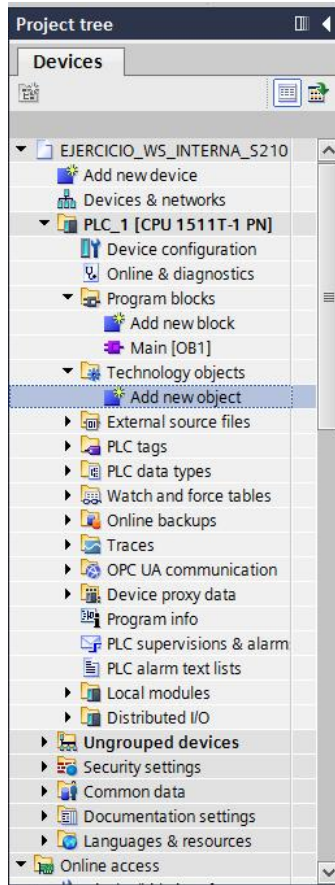 Project tree
Devices
EJERCICIO_WS_INTERNA_S210
Add new device
Devices & networks
PLC_1 [CPU 1511T-1 PN]
Device configuration
Online & diagnostics
Program blocks
Add new block
Main [OB1]
Technology objects
Add new object
External source files
PLC tags
PLC data types
Watch and force tables
Online backups
Traces
OPC UA communication
Device proxy data
Program info
PLC supervisions & alarm
PLC alarm text lists
Local modules
Distributed I/O
Ungrouped devices
Security settings
Common data
Documentation settings
Languages & resources
Online access